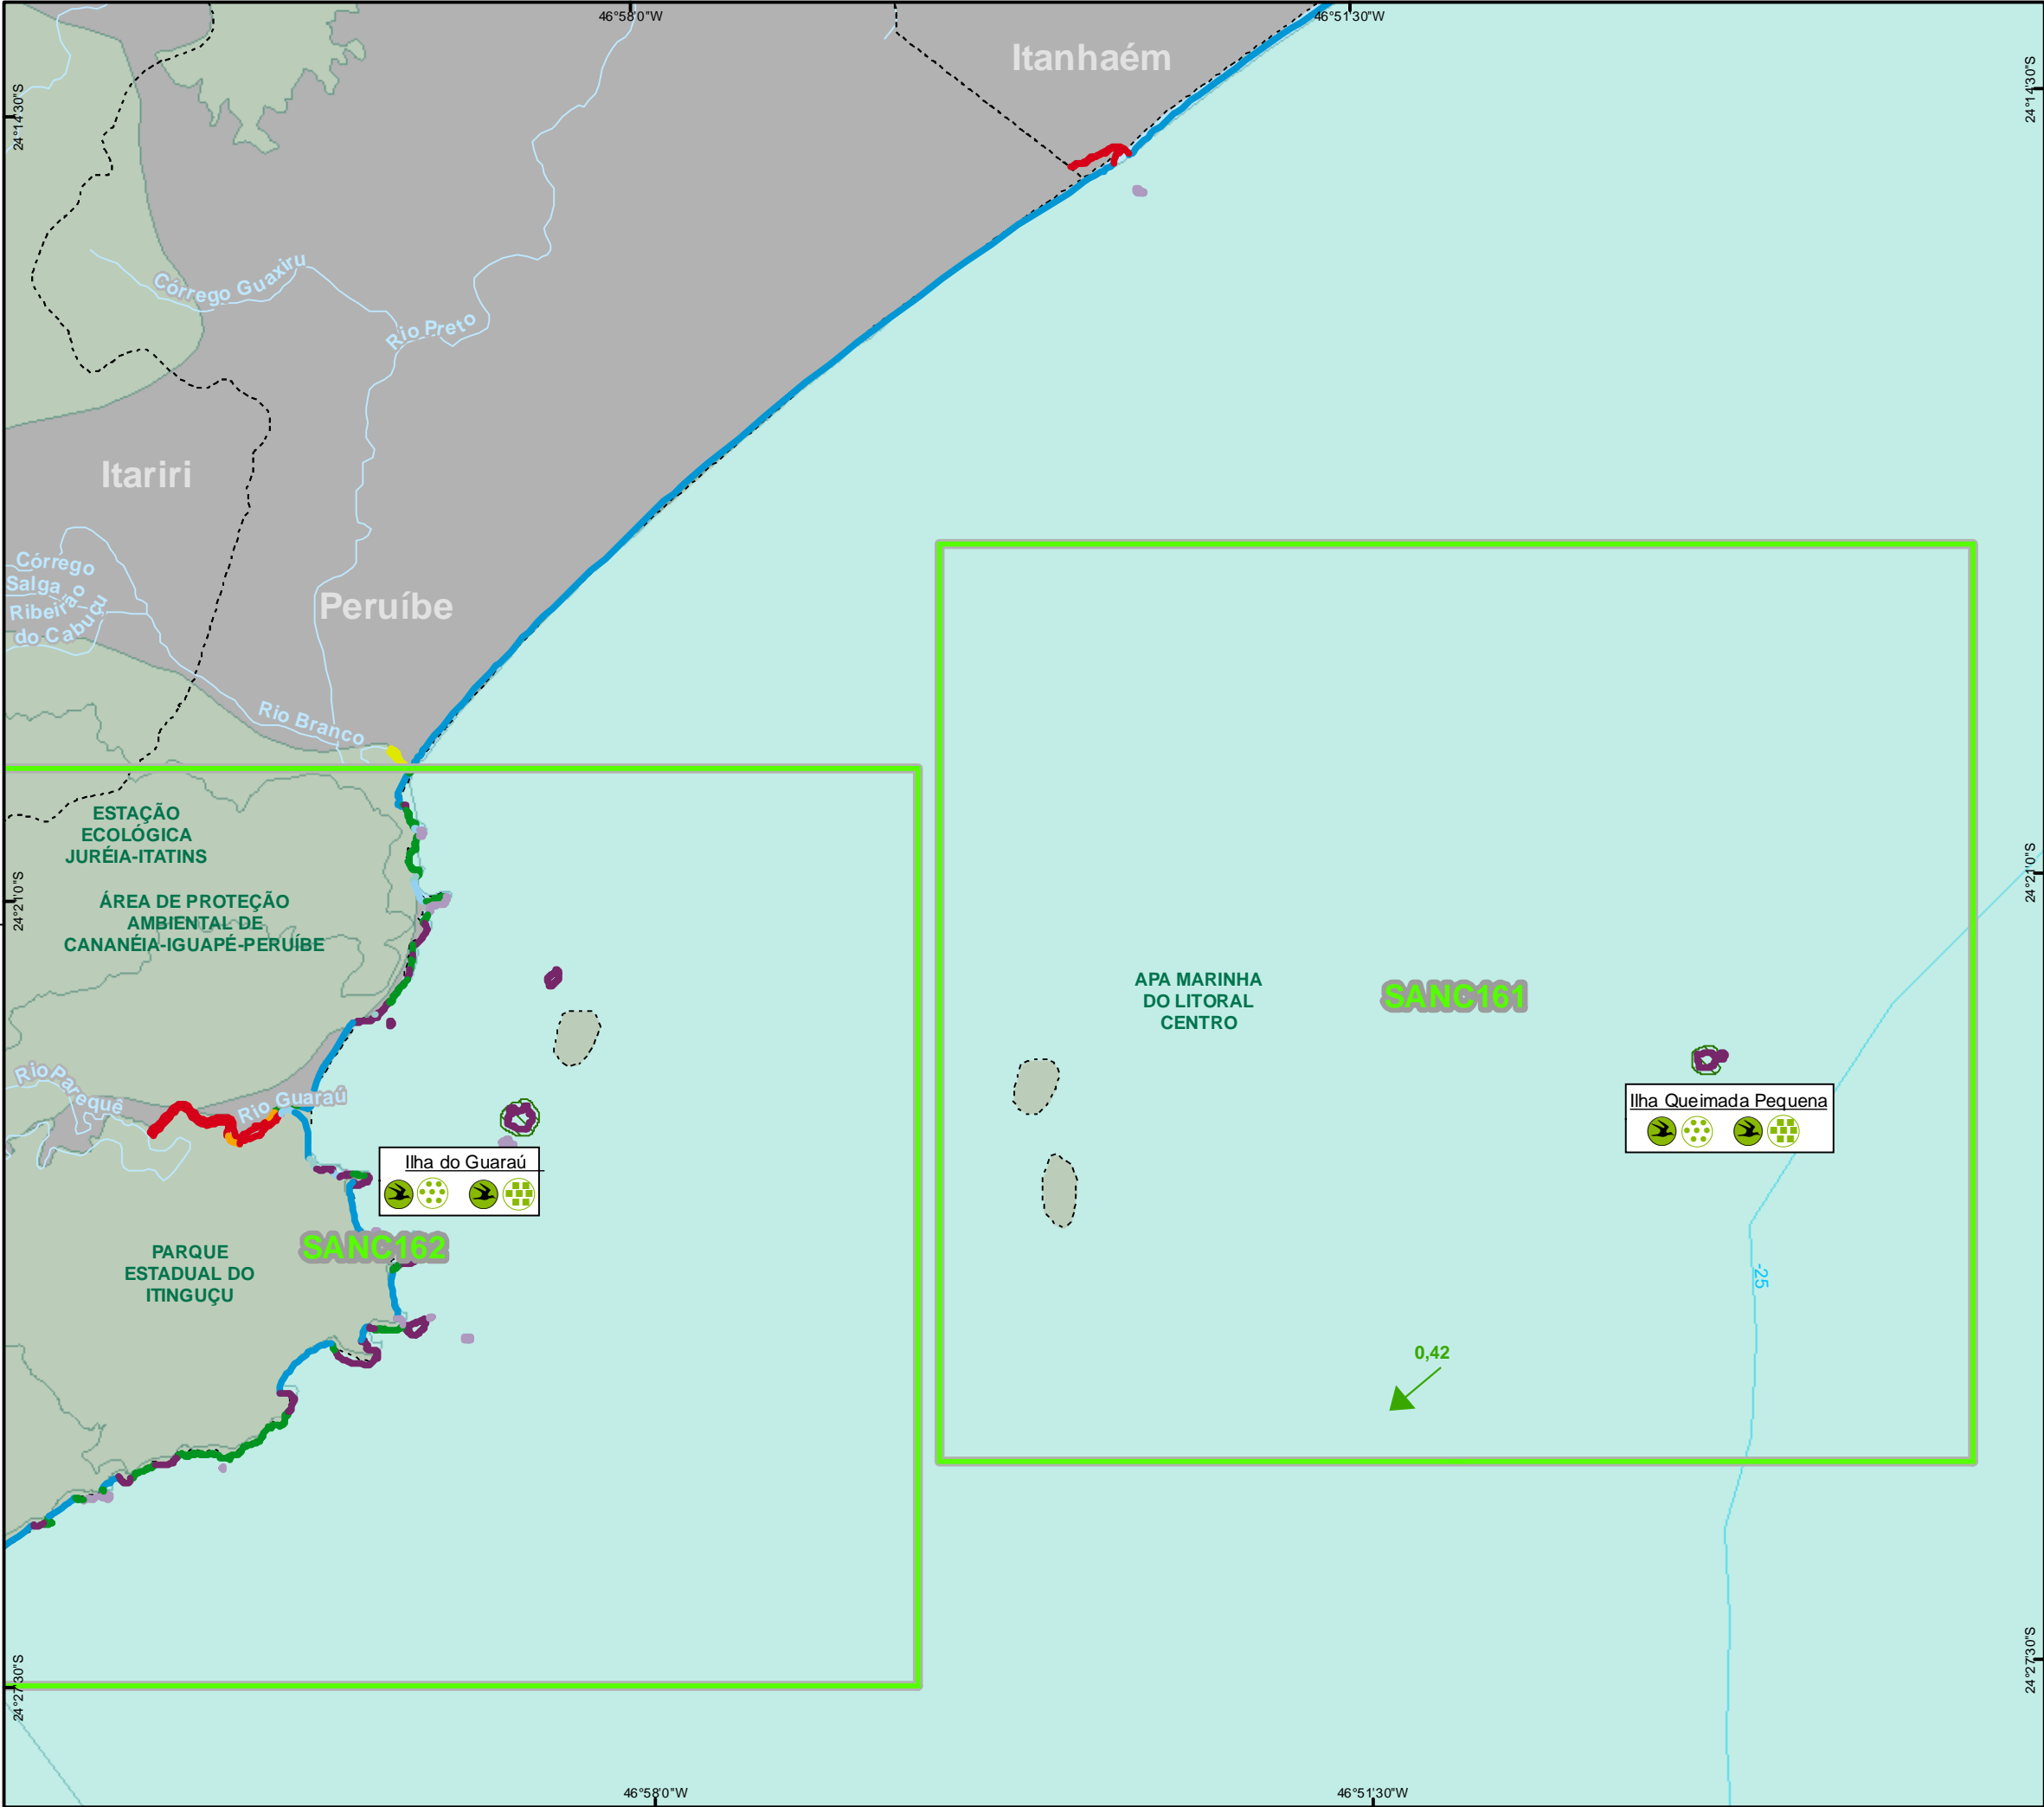 46°58'0"W
46°51'30"W
24°14'30"S
24°14'30"S
Itanhaém
Córrego Guaxiru
Rio Preto
Itariri
Córrego
Salga
Ribeirão
do Cabuçu
Peruíbe
Rio Branco
ESTAÇÃO
ECOLÓGICA
JURÉIA-ITATINS
24°21'0"S
24°21'0"S
ÁREA DE PROTEÇÃO
AMBIENTAL DE
CANANÉIA-IGUAPÉ-PERUÍBE
APA MARINHA
DO LITORAL
CENTRO
SANC161
Rio Parequê
Rio Guaraú
Ilha Queimada Pequena
Ilha do Guaraú
SANC162
PARQUE
ESTADUAL DO
ITINGUÇU
-25
0,42
24°27'30"S
24°27'30"S
46°58'0"W
46°51'30"W